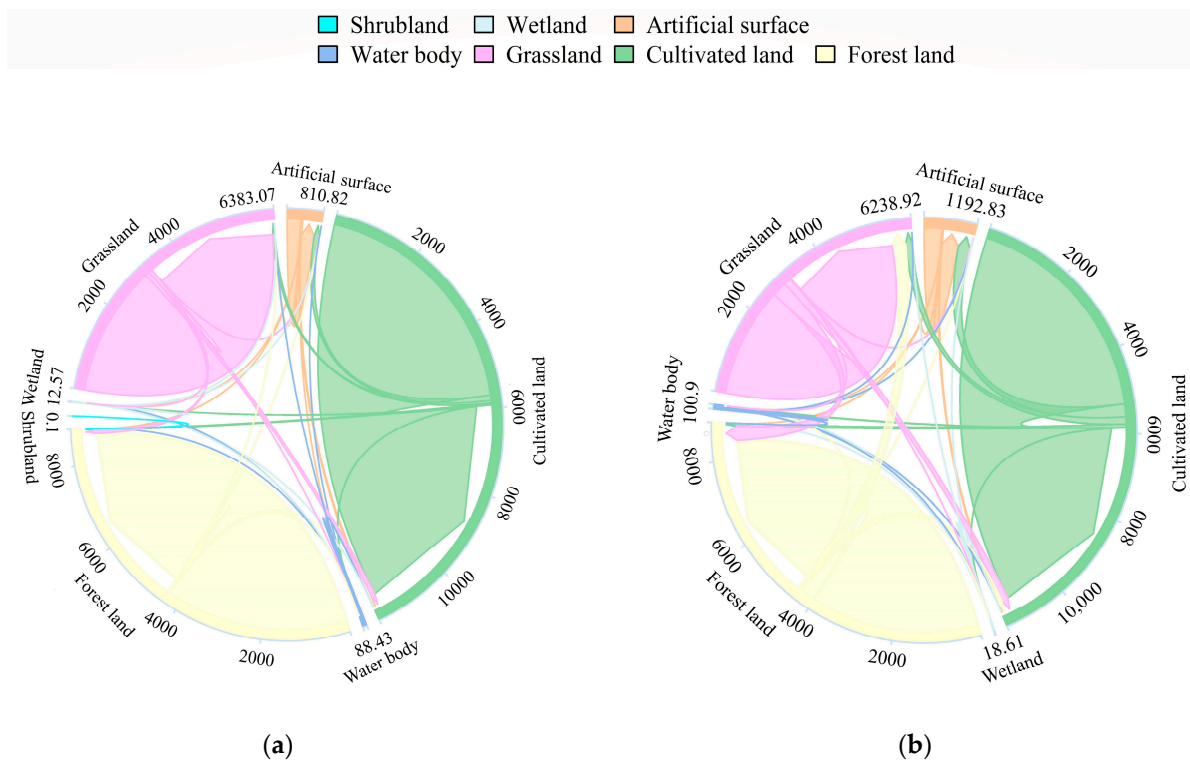 Shrubland Wetland Artificial surface
Water body Grassland Cultivated land Forest land
Artificial surface
810.82
6383.07
4000
Grassland
2000
12.57
Wetland
0.1
Shrubland
8000
6000
Forest land
4000
2000
88.43
Water body
10000
8000
Cultivated land
6000
4000
2000
(a)
Artificial surface
1192.83
6238.92
4000
Grassland
2000
100.9
Water body
8000
6000
Forest land
4000
2000
18.61
Wetland
10,000
8000
Cultivated land
6000
4000
2000
(b)